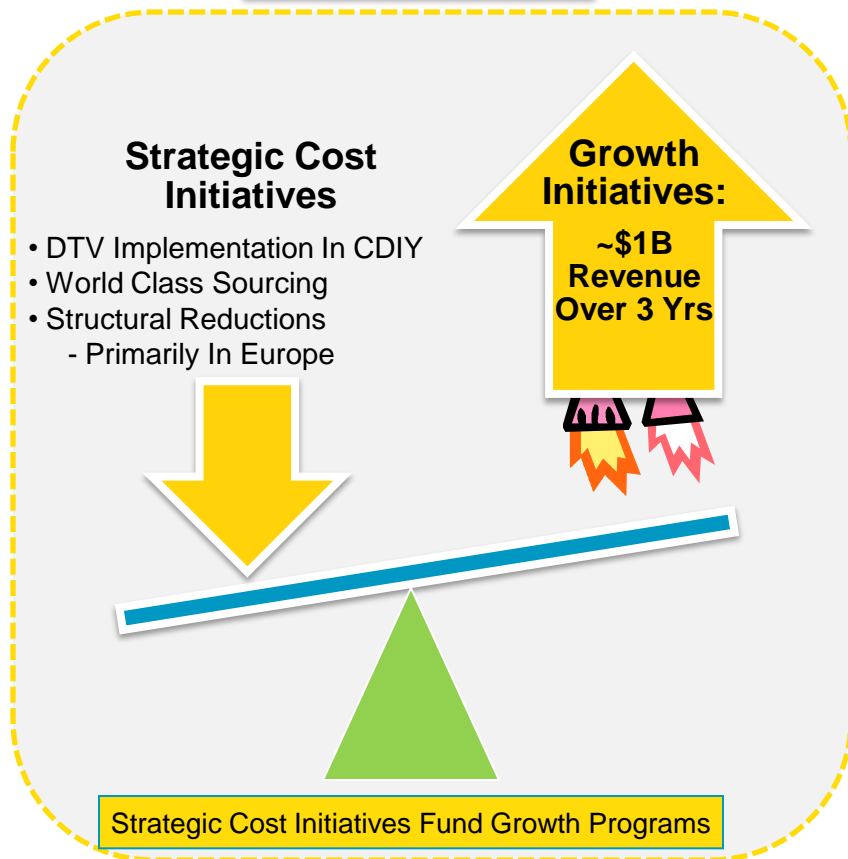 Strategic Cost
Initiatives
• DTV Implementation In CDIY
• World Class Sourcing
• Structural Reductions
- Primarily In Europe
Growth
Initiatives:
~$1B
Revenue
Over 3 Yrs
Strategic Cost Initiatives Fund Growth Programs